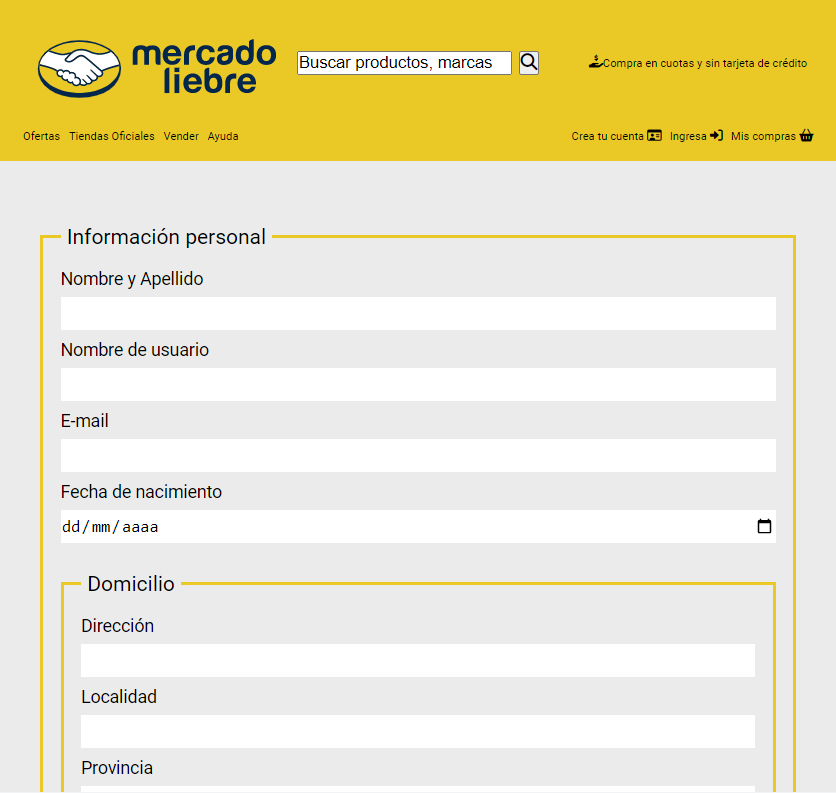 mercado
liebre
Buscar productos, marcas
Compra en cuotas y sin tarjeta de crédito
Ofertas Tiendas Oficiales Vender Ayuda
Crea tu cuenta Ingresa Mis compras
Información personal
Nombre y Apellido
Nombre de usuario
E-mail
Fecha de nacimiento
dd/mm/aaaa
Domicilio
Dirección
Localidad
Provincia